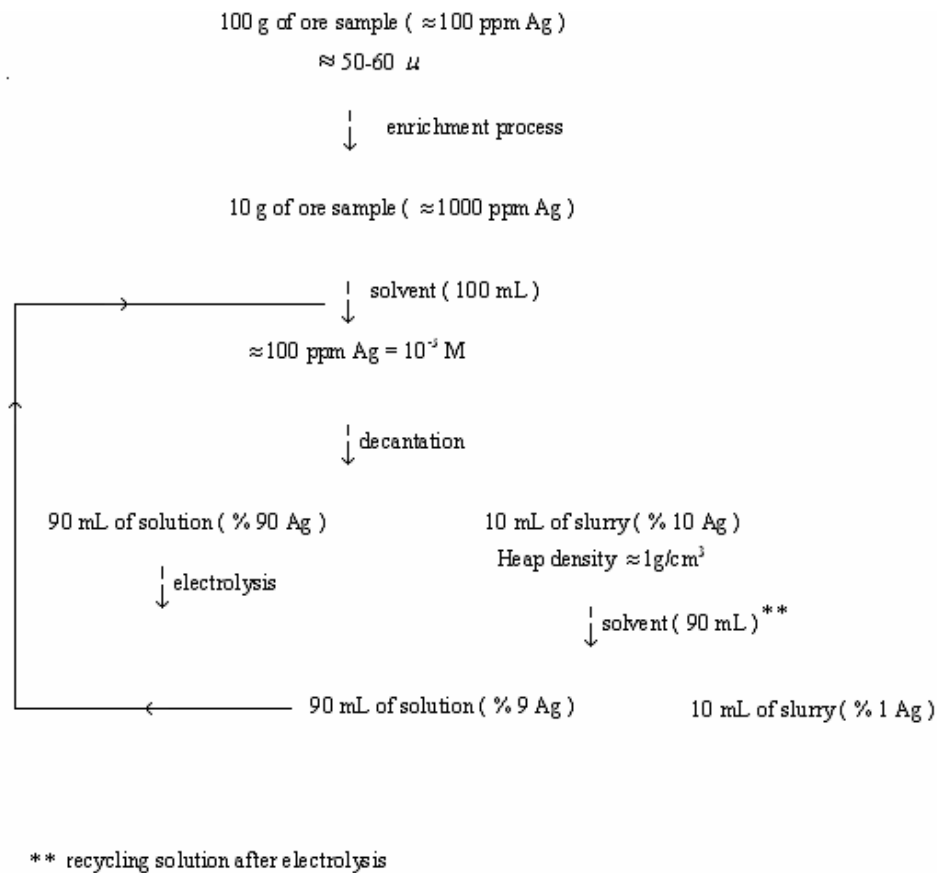 100 g of ore sample ( ≈100 ppm Ag)
≈ 50-60 μ
enrichment process
10 g of ore sample ( ≈1000 ppm Ag )
solvent ( 100 mL )
≈100 ppm Ag = 10⁻³ M
decantation
90 mL of solution ( % 90 Ag )
10 mL of slurry ( % 10 Ag)
Heap density ≈1g/cm³
electrolysis
solvent ( 90 mL )**
90 mL of solution ( % 9 Ag )
10 mL of slurry ( % 1 Ag )
** recycling solution after electrolysis